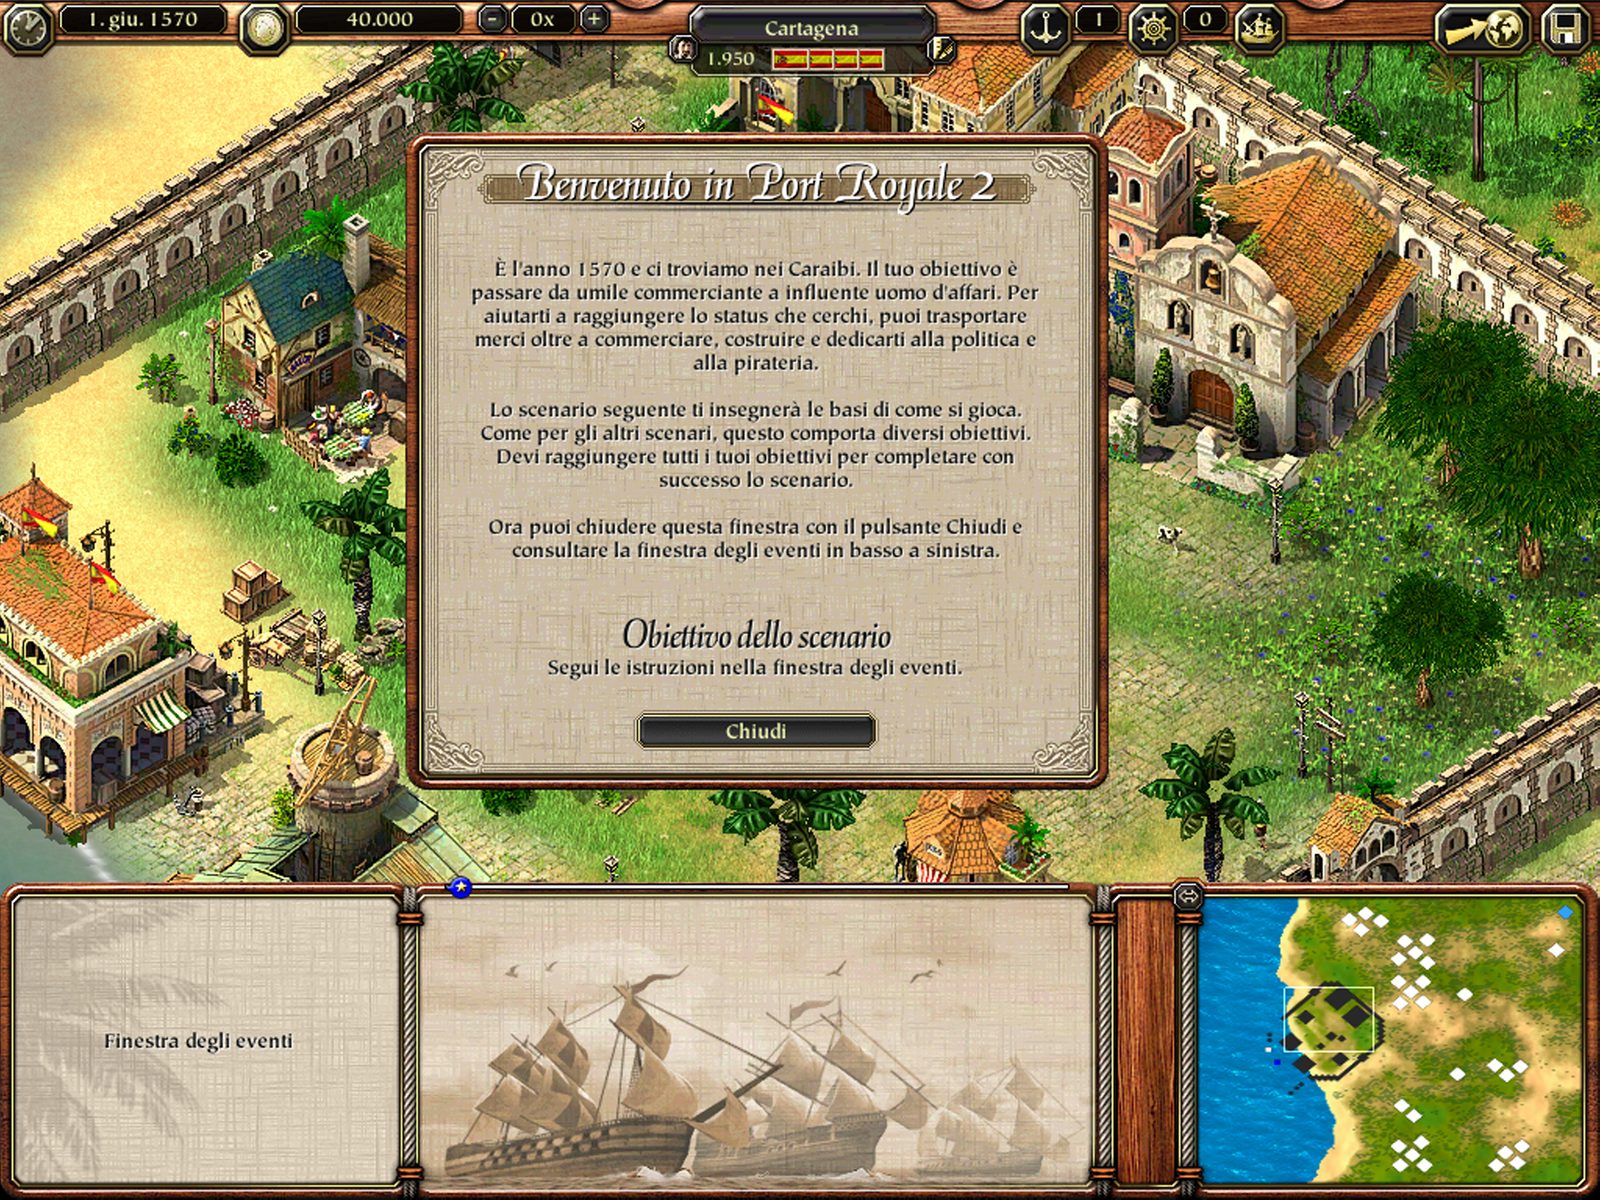 1. giu. 1570
40.000
- 0x +
Cartagena
1.950
1
0
Benvenuto in Port Royale 2
È l'anno 1570 e ci troviamo nei Caraibi. Il tuo obiettivo è
passare da umile commerciante a influente uomo d'affari. Per
aiutarti a raggiungere lo status che cerchi, puoi trasportare
merci oltre a commerciare, costruire e dedicarti alla politica e
alla pirateria.
Lo scenario seguente ti insegnerà le basi di come si gioca.
Come per gli altri scenari, questo comporta diversi obiettivi.
Devi raggiungere tutti i tuoi obiettivi per completare con
successo lo scenario.
Ora puoi chiudere questa finestra con il pulsante Chiudi e
consultare la finestra degli eventi in basso a sinistra.
Obiettivo dello scenario
Segui le istruzioni nella finestra degli eventi.
Chiudi
Finestra degli eventi